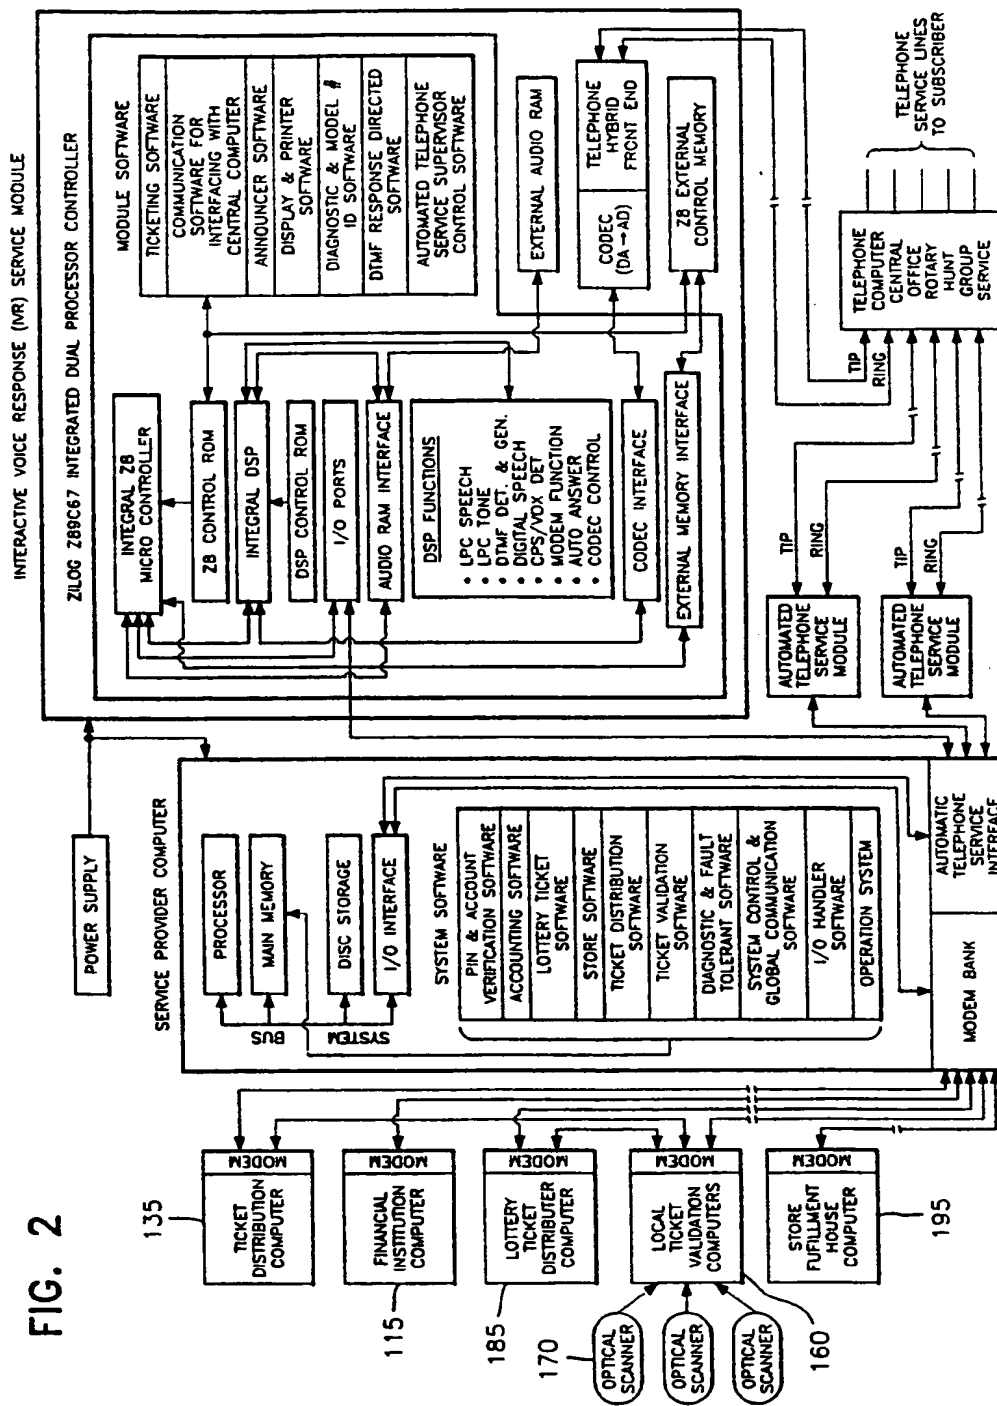 FIG. 2
INTERACTIVE VOICE RESPONSE (IVR) SERVICE MODULE
ZILOG Z89C67 INTEGRATED DUAL PROCESSOR CONTROLLER
MODULE SOFTWARE
TICKETING SOFTWARE
COMMUNICATION
SOFTWARE FOR
INTERFACING WITH
CENTRAL COMPUTER
ANNOUNCER SOFTWARE
DISPLAY & PRINTER
SOFTWARE
DIAGNOSTIC & MODEL #
ID SOFTWARE
DTMF RESPONSE DIRECTED
SOFTWARE
AUTOMATED TELEPHONE
SERVICE SUPERVISOR
CONTROL SOFTWARE
INTEGRAL Z8
MICRO CONTROLLER
Z8 CONTROL ROM
INTEGRAL DSP
DSP CONTROL ROM
I/O PORTS
AUDIO RAM INTERFACE
DSP FUNCTIONS
• LPC SPEECH
• LPC TONE
• DTMF DET. & GEN.
• DIGITAL SPEECH
• CPS/VOX DET
• MODEM FUNCTION
• AUTO ANSWER
• CODEC CONTROL
CODEC INTERFACE
EXTERNAL MEMORY INTERFACE
EXTERNAL AUDIO RAM
CODEC
(DA→AD)
TELEPHONE
HYBRID
FRONT END
Z8 EXTERNAL
CONTROL MEMORY
TELEPHONE
SERVICE LINES
TO SUBSCRIBER
TELEPHONE
COMPUTER
CENTRAL
OFFICE
ROTARY
HUNT
GROUP
SERVICE
TIP
RING
TIP
RING
TIP
RING
AUTOMATED
TELEPHONE
SERVICE
MODULE
AUTOMATED
TELEPHONE
SERVICE
MODULE
POWER SUPPLY
SERVICE PROVIDER COMPUTER
PROCESSOR
MAIN MEMORY
DISC STORAGE
I/O INTERFACE
SYSTEM
BUS
SYSTEM SOFTWARE
PIN & ACCOUNT
VERIFICATION SOFTWARE
ACCOUNTING SOFTWARE
LOTTERY TICKET
SOFTWARE
STORE SOFTWARE
TICKET DISTRIBUTION
SOFTWARE
TICKET VALIDATION
SOFTWARE
DIAGNOSTIC & FAULT
TOLERANT SOFTWARE
SYSTEM CONTROL &
GLOBAL COMMUNICATION
SOFTWARE
I/O HANDLER
SOFTWARE
OPERATION SYSTEM
MODEM BANK
AUTOMATIC
TELEPHONE
SERVICE
INTERFACE
135
TICKET
DISTRIBUTION
COMPUTER
MODEM
115
FINANCIAL
INSTITUTION
COMPUTER
MODEM
185
LOTTERY
TICKET
DISTRIBUTER
COMPUTER
MODEM
170
OPTICAL
SCANNER
OPTICAL
SCANNER
OPTICAL
SCANNER
160
LOCAL
TICKET
VALIDATION
COMPUTERS
MODEM
195
STORE
FUFILLMENT
HOUSE
COMPUTER
MODEM